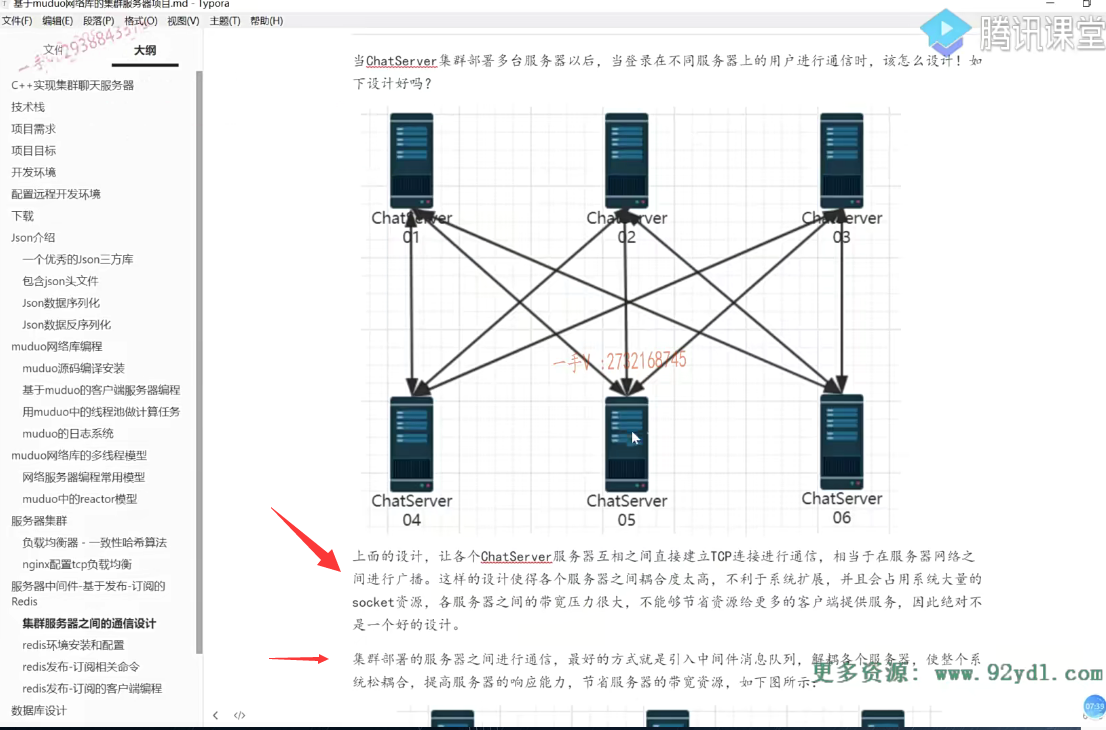 基于muduo网络库的集群服务器项目.md - Typora
文件(F) 编辑(E) 段落(P) 格式(O) 视图(V) 主题(T) 帮助(H)
大纲
C++实现集群聊天服务器
技术栈
项目需求
项目目标
开发环境
配置远程开发环境
下载
Json介绍
一个优秀的Json三方库
包含json头文件
Json数据序列化
Json数据反序列化
muduo网络库编程
muduo源码编译安装
基于muduo的客户端服务器编程
用muduo中的线程池做计算任务
muduo的日志系统
muduo网络库的多线程模型
网络服务器编程常用模型
muduo中的reactor模型
服务器集群
负载均衡器 - 一致性哈希算法
nginx配置tcp负载均衡
服务器中间件-基于发布-订阅的
Redis
集群服务器之间的通信设计
redis环境安装和配置
redis发布-订阅相关命令
redis发布-订阅的客户端编程
数据库设计
腾讯课堂
当ChatServer集群部署多台服务器以后，当登录在不同服务器上的用户进行通信时，该怎么设计！如
下设计好吗？
ChatServer
01
ChatServer
02
ChatServer
03
一手V :2732168745
ChatServer
04
ChatServer
05
ChatServer
06
上面的设计，让各个ChatServer服务器互相之间直接建立TCP连接进行通信，相当于在服务器网络之
间进行广播。这样的设计使得各个服务器之间耦合度太高，不利于系统扩展，并且会占用系统大量的
socket资源，各服务器之间的带宽压力很大，不能够节省资源给更多的客户端提供服务，因此绝对不
是一个好的设计。
集群部署的服务器之间进行通信，最好的方式就是引入中间件消息队列，解耦各个服务器，使整个系
统松耦合，提高服务器的响应能力，节省服务器的带宽资源，如下图所示：
更多资源：www.92ydl.com
07:39